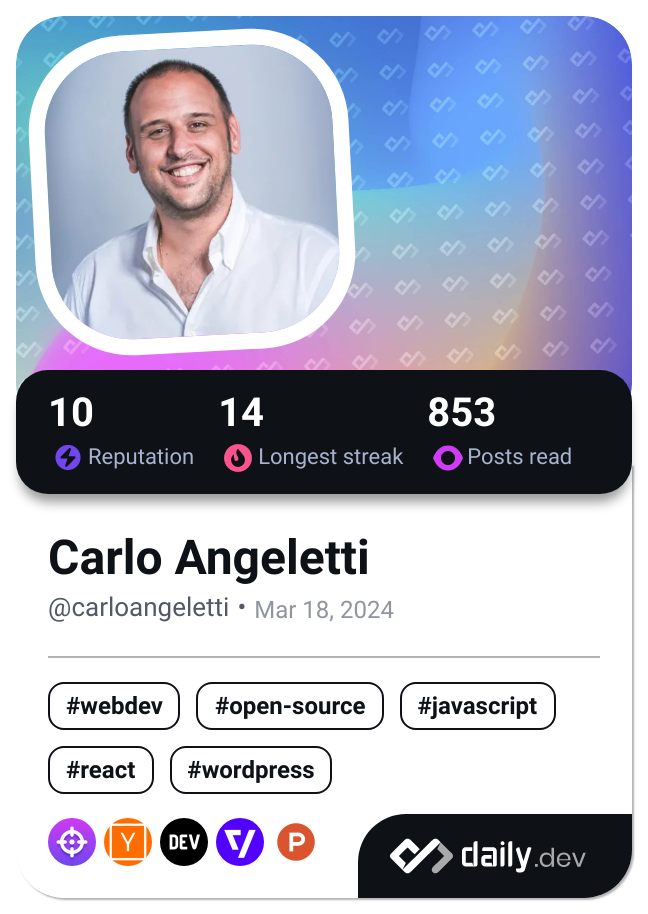 10 14 853
Reputation Longest streak Posts read
Carlo Angeletti
@carloangeletti • Mar 18, 2024
#webdev #open-source #javascript
#react #wordpress
Y DEV P
daily.dev